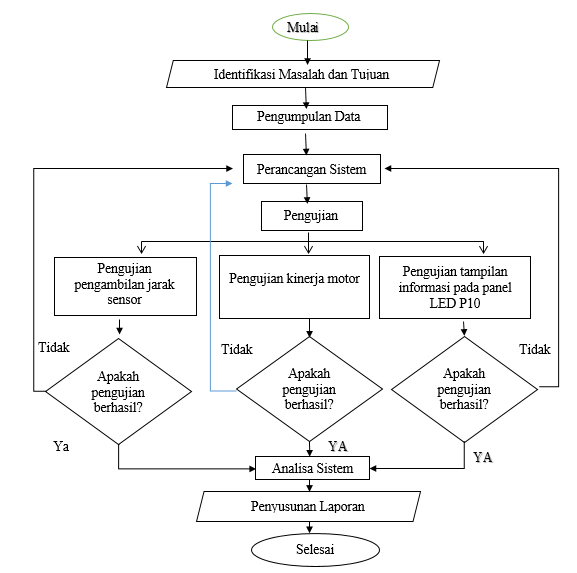 Mulai
Identifikasi Masalah dan Tujuan
Pengumpulan Data
Perancangan Sistem
Pengujian
Pengujian
pengambilan jarak
sensor
Pengujian kinerja motor
Pengujian tampilan
informasi pada panel
LED P10
Tidak
Apakah
pengujian
berhasil?
Tidak
Apakah
pengujian
berhasil?
Tidak
Apakah
pengujian
berhasil?
Ya
YA
YA
Analisa Sistem
Penyusunan Laporan
Selesai